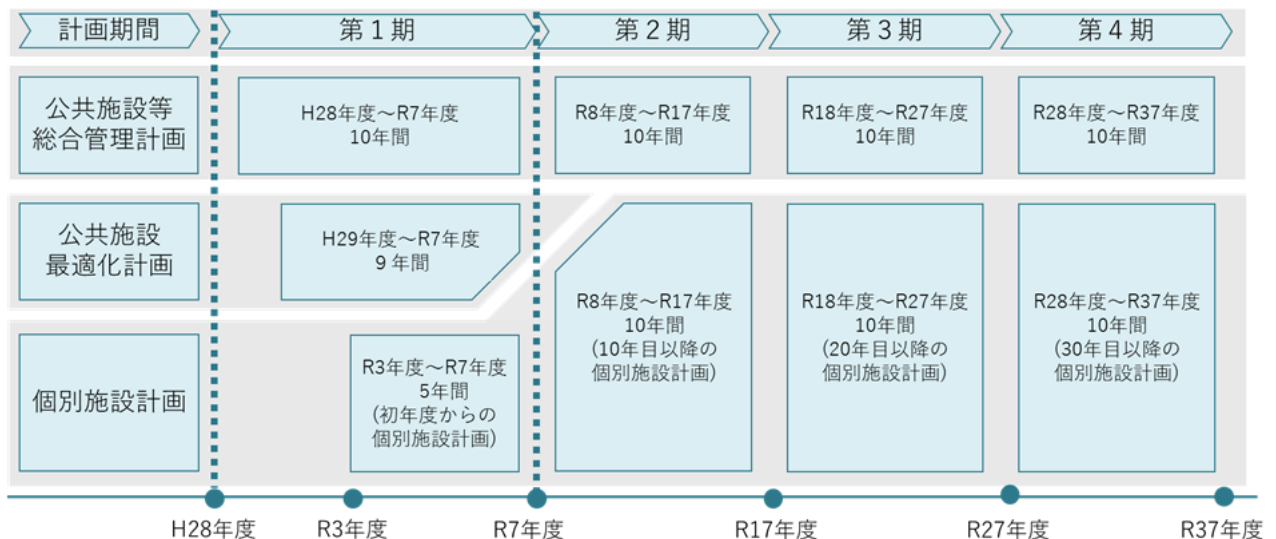 計画期間
第1期
第2期
第3期
第4期
公共施設等
総合管理計画
H28年度～R7年度
10年間
R8年度～R17年度
10年間
R18年度～R27年度
10年間
R28年度～R37年度
10年間
公共施設
最適化計画
H29年度～R7年度
9年間
個別施設計画
R3年度～R7年度
5年間
(初年度からの
個別施設計画)
R8年度～R17年度
10年間
(10年目以降の
個別施設計画)
R18年度～R27年度
10年間
(20年目以降の
個別施設計画)
R28年度～R37年度
10年間
(30年目以降の
個別施設計画)
H28年度
R3年度
R7年度
R17年度
R27年度
R37年度